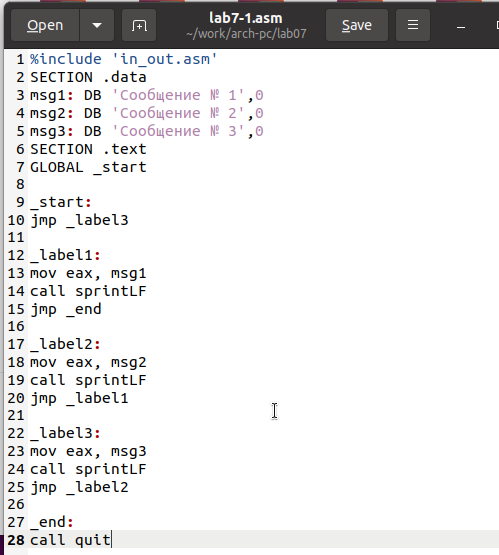 Open
lab7-1.asm
~/work/arch-pc/lab07
Save
1 %include 'in_out.asm'
2 SECTION .data
3 msg1: DB 'Сообщение № 1',0
4 msg2: DB 'Сообщение № 2',0
5 msg3: DB 'Сообщение № 3',0
6 SECTION .text
7 GLOBAL _start
8
9 _start:
10 jmp _label3
11
12 _label1:
13 mov eax, msg1
14 call sprintLF
15 jmp _end
16
17 _label2:
18 mov eax, msg2
19 call sprintLF
20 jmp _label1
21
22 _label3:
23 mov eax, msg3
24 call sprintLF
25 jmp _label2
26
27 _end:
28 call quit